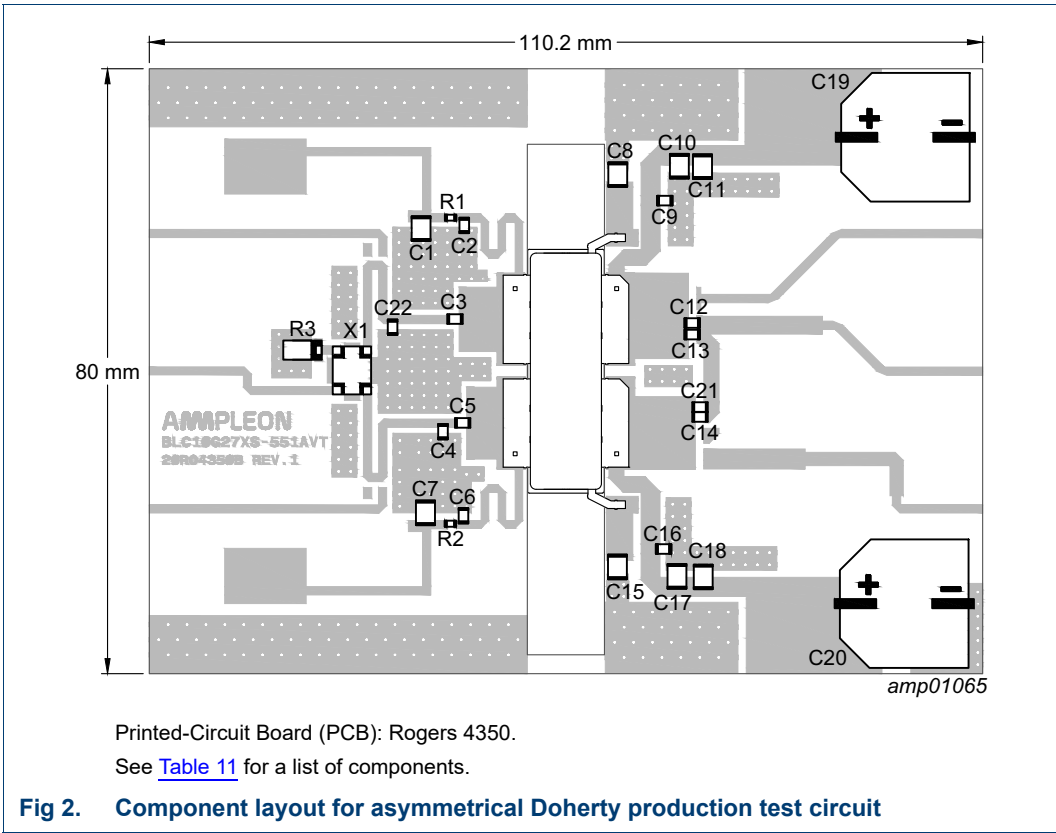 110.2 mm
C19
C8
C10
C11
R1
C9
C1
C2
C22
C3
C12
R3
X1
C13
80 mm
C21
C5
AMMPLEON
C14
C4
BLC10G27XS-551AVT
REV.1
C7
C6
C16
R2
C18
C15
C17
C20
amp01065
Printed-Circuit Board (PCB): Rogers 4350.
See Table 11 for a list of components.
Fig 2. Component layout for asymmetrical Doherty production test circuit